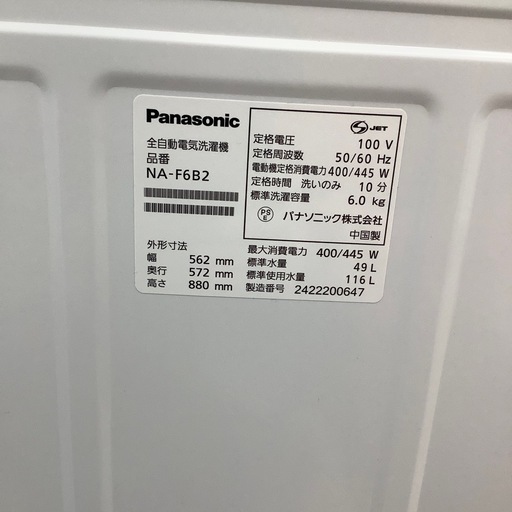 Panasonic
全自動電気洗濯機
品番
NA-F6B2
外形寸法
幅 562 mm
奥行 572 mm
高さ 880 mm
JET
定格電圧 100 V
定格周波数 50/60 Hz
電動機定格消費電力 400/445 W
定格時間 洗いのみ 10 分
標準洗濯容量 6.0 kg
PS E パナソニック株式会社
中国製
最大消費電力 400/445 W
標準水量 49 L
標準使用水量 116 L
製造番号 2422200647